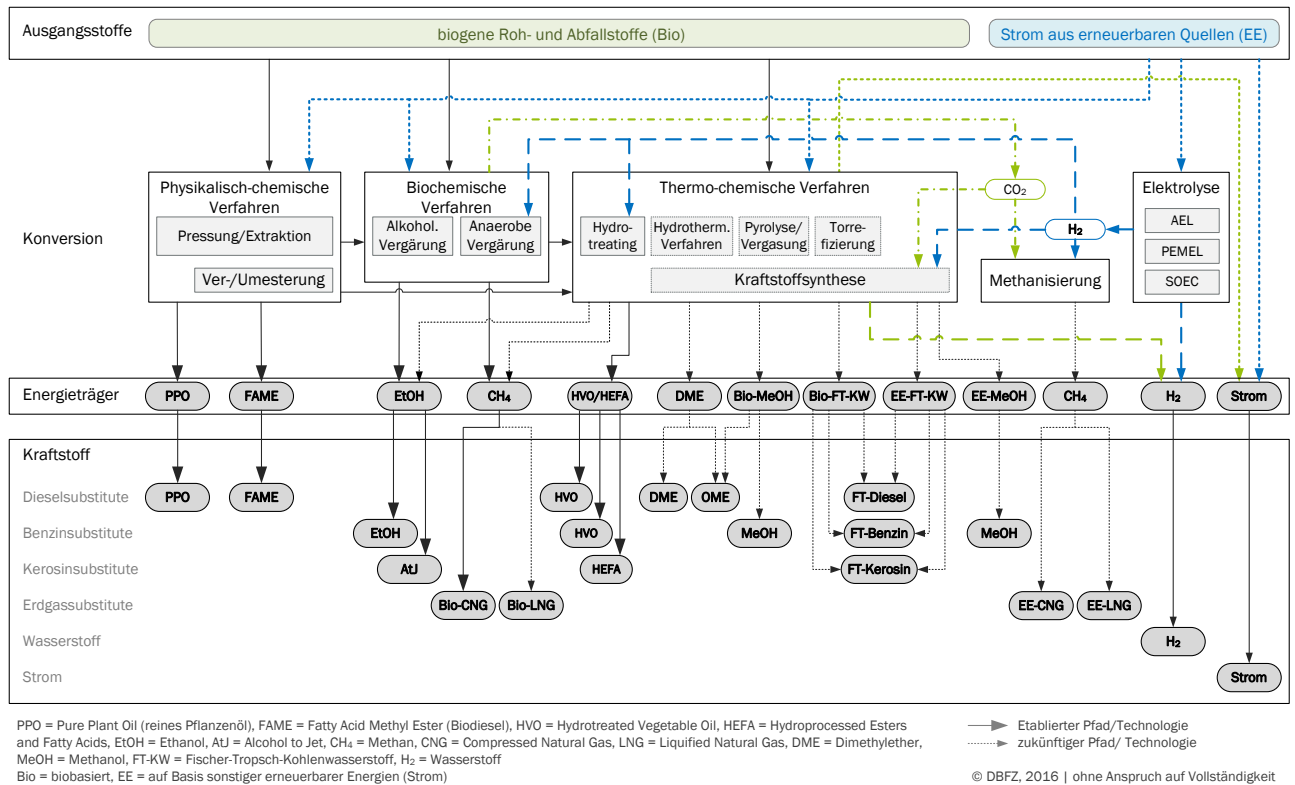 Ausgangsstoffe
biogene Roh- und Abfallstoffe (Bio)
Strom aus erneuerbaren Quellen (EE)
Konversion
Physikalisch-chemische
Verfahren
Pressung/Extraktion
Ver-/Umesterung
Biochemische
Verfahren
Alkohol.
Vergärung
Anaerobe
Vergärung
Thermo-chemische Verfahren
Hydro-
treating
Hydrotherm.
Verfahren
Pyrolyse/
Vergasung
Torre-
fizierung
Kraftstoffsynthese
CO₂
H₂
Methanisierung
Elektrolyse
AEL
PEMEL
SOEC
Energieträger
PPO
FAME
EtOH
CH₄
HVO/HEFA
DME
Bio-MeOH
Bio-FT-KW
EE-FT-KW
EE-MeOH
CH₄
H₂
Strom
Kraftstoff
Dieselsubstitute
PPO
FAME
HVO
DME
OME
FT-Diesel
Benzinsubstitute
EtOH
HVO
MeOH
FT-Benzin
MeOH
Kerosinsubstitute
AtJ
HEFA
FT-Kerosin
Erdgassubstitute
Bio-CNG
Bio-LNG
EE-CNG
EE-LNG
Wasserstoff
H₂
Strom
Strom
PPO = Pure Plant Oil (reines Pflanzenöl), FAME = Fatty Acid Methyl Ester (Biodiesel), HVO = Hydrotreated Vegetable Oil, HEFA = Hydroprocessed Esters
and Fatty Acids, EtOH = Ethanol, AtJ = Alcohol to Jet, CH₄ = Methan, CNG = Compressed Natural Gas, LNG = Liquified Natural Gas, DME = Dimethylether,
MeOH = Methanol, FT-KW = Fischer-Tropsch-Kohlenwasserstoff, H₂ = Wasserstoff
Bio = biobasiert, EE = auf Basis sonstiger erneuerbarer Energien (Strom)
Etablierter Pfad/Technologie
zukünftiger Pfad/ Technologie
© DBFZ, 2016 | ohne Anspruch auf Vollständigkeit